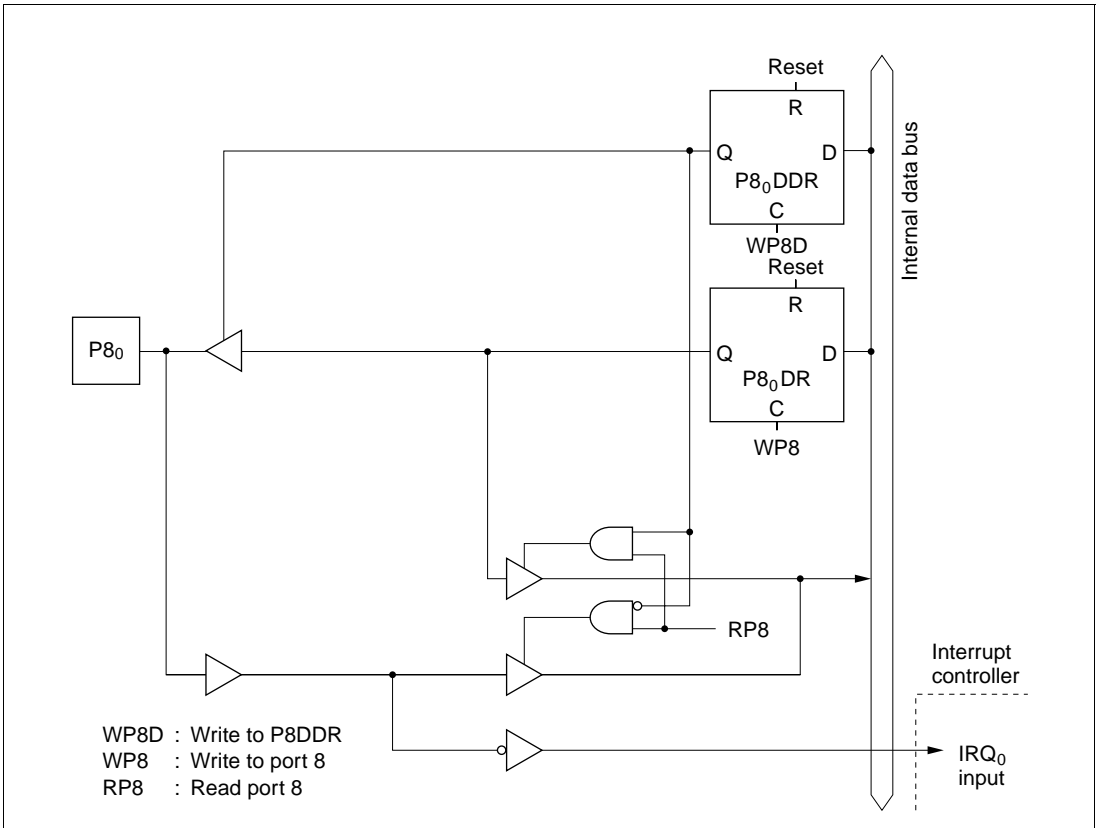 Reset
R
Q
D
P8₀DDR
C
WP8D
Reset
R
Q
D
P8₀DR
C
WP8
Internal data bus
P8₀
RP8
Interrupt
controller
IRQ₀
input
WP8D : Write to P8DDR
WP8 : Write to port 8
RP8 : Read port 8